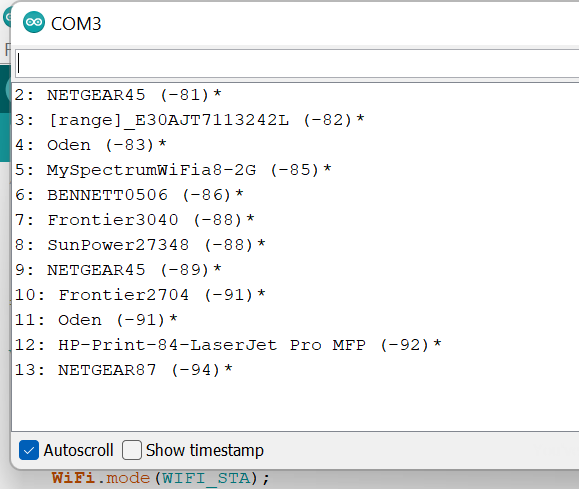 COM3
2: NETGEAR45 (-81)*
3: [range]_E30AJT7113242L (-82)*
4: Oden (-83)*
5: MySpectrumWiFia8-2G (-85)*
6: BENNETT0506 (-86)*
7: Frontier3040 (-88)*
8: SunPower27348 (-88)*
9: NETGEAR45 (-89)*
10: Frontier2704 (-91)*
11: Oden (-91)*
12: HP-Print-84-LaserJet Pro MFP (-92)*
13: NETGEAR87 (-94)*
Autoscroll Show timestamp
WiFi.mode(WIFI_STA);